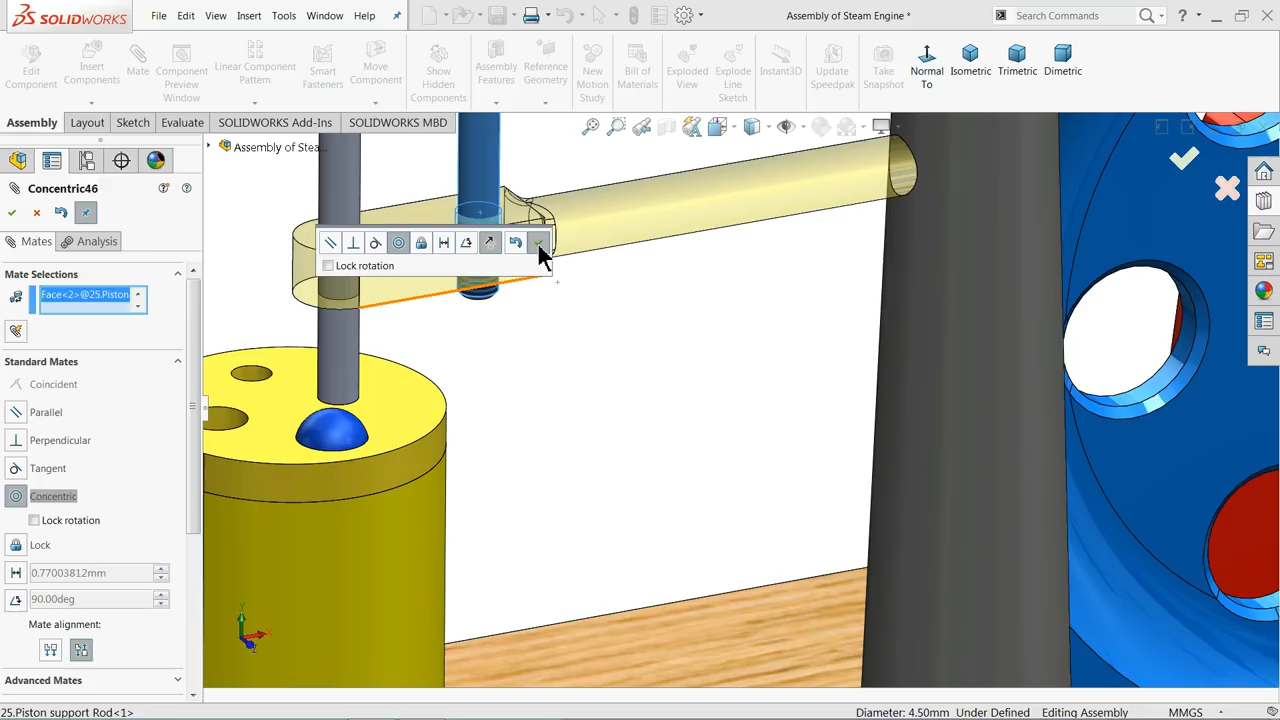 SOLIDWORKS
File Edit View Insert Tools Window Help
Assembly of Steam Engine *
Search Commands
?
Edit Component
Insert Components
Mate
Component Preview Window
Linear Component Pattern
Smart Fasteners
Move Component
Show Hidden Components
Assembly Features
Reference Geometry
New Motion Study
Bill of Materials
Exploded View
Explode Line Sketch
Instant3D
Update Speedpak
Take Snapshot
Normal To
Isometric
Trimetric
Dimetric
Assembly Layout Sketch Evaluate SOLIDWORKS Add-Ins SOLIDWORKS MBD
Assembly of Stea...
Concentric46
Mates Analysis
Mate Selections
Face<2>@25.Piston
Standard Mates
Coincident
Parallel
Perpendicular
Tangent
Concentric
Lock rotation
Lock
0.77003812mm
90.00deg
Mate alignment:
Advanced Mates
Lock rotation
Y
X
Z
25.Piston support Rod<1>
Diameter: 4.50mm Under Defined Editing Assembly MMGS